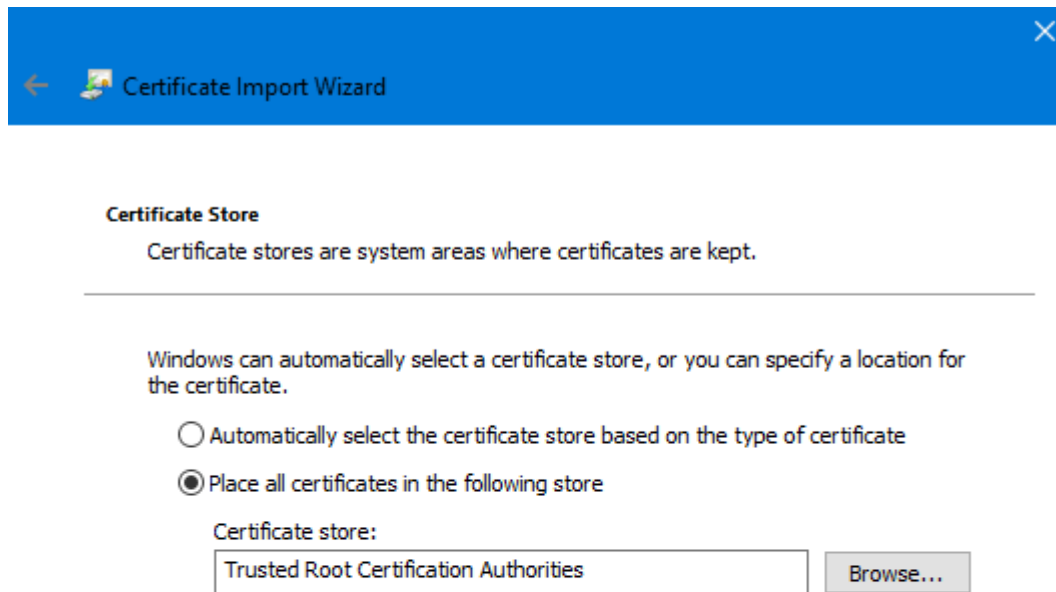 Certificate Import Wizard
Certificate Store
Certificate stores are system areas where certificates are kept.
Windows can automatically select a certificate store, or you can specify a location for
the certificate.
Automatically select the certificate store based on the type of certificate
Place all certificates in the following store
Certificate store:
Trusted Root Certification Authorities
Browse...